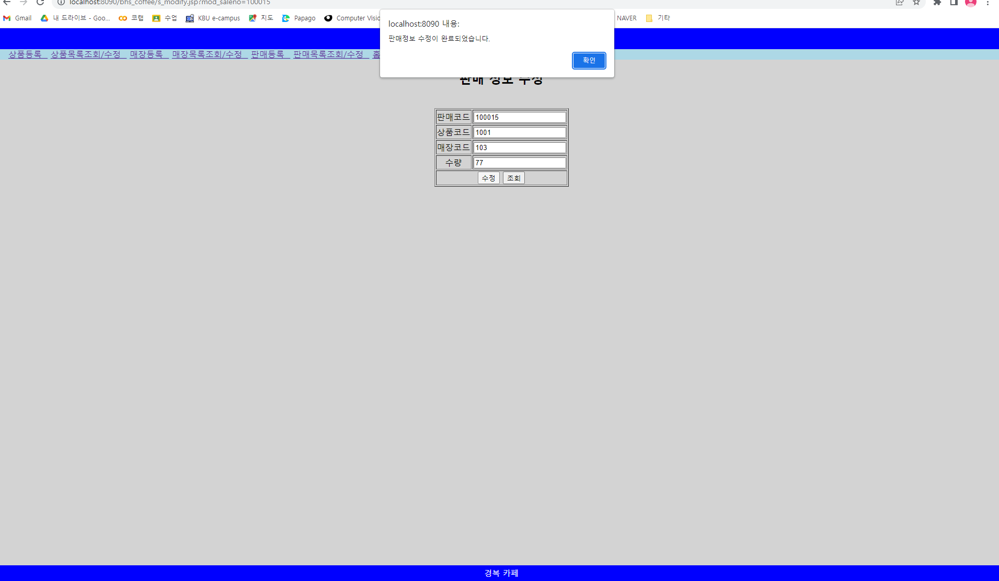 localhost:8090/bhs_coffee/s_modify.jsp?mod_saleno=100015
Gmail 내 드라이브 - Goo... 코랩 수업 KBU e-campus 지도 Papago Computer Visio NAVER 기타
localhost:8090 내용:
판매정보 수정이 완료되었습니다.
확인
상품등록 상품목록조회/수정 매장등록 매장목록조회/수정 판매등록 판매목록조회/수정 홈
판매 정보 수정
판매코드 100015
상품코드 1001
매장코드 103
수량 77
수정 조회
경복 카페